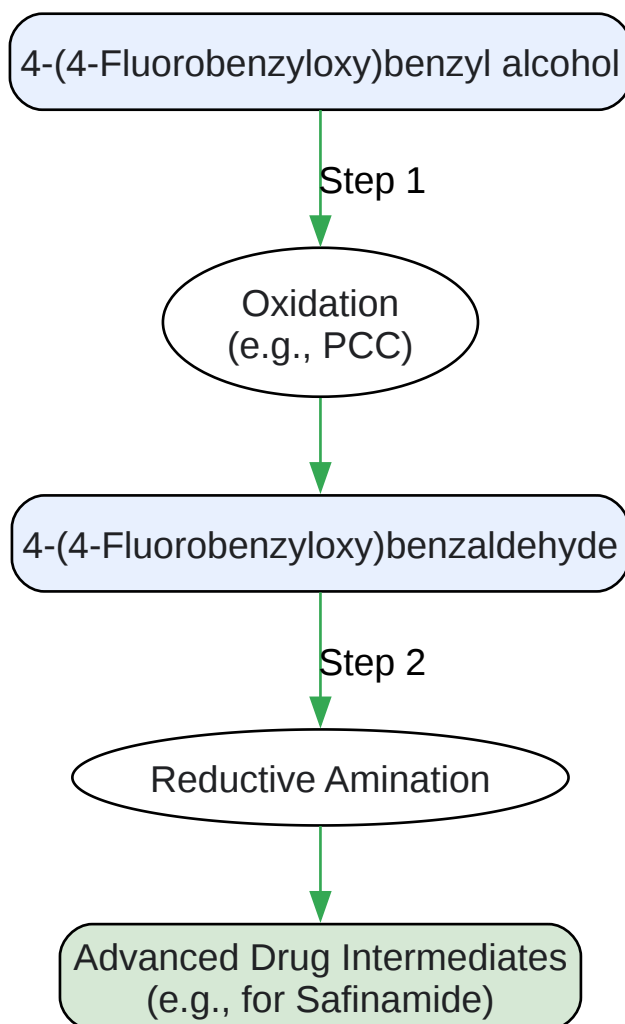 4-(4-Fluorobenzyloxy)benzyl alcohol
Step 1
Oxidation
(e.g., PCC)
4-(4-Fluorobenzyloxy)benzaldehyde
Step 2
Reductive Amination
Advanced Drug Intermediates
(e.g., for Safinamide)